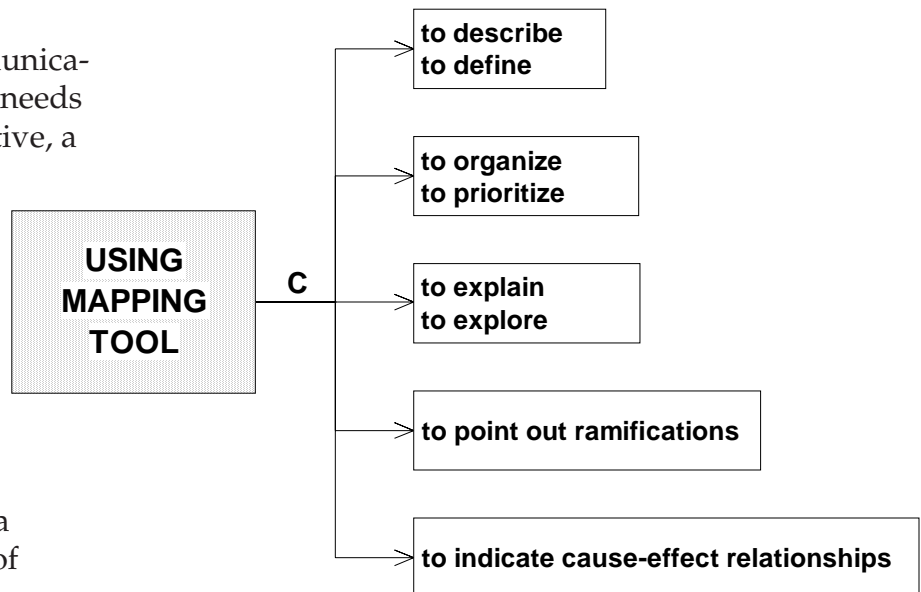 munica-
needs
tive, a
a
of
USING
MAPPING
TOOL
C
to describe
to define
to organize
to prioritize
to explain
to explore
to point out ramifications
to indicate cause-effect relationships